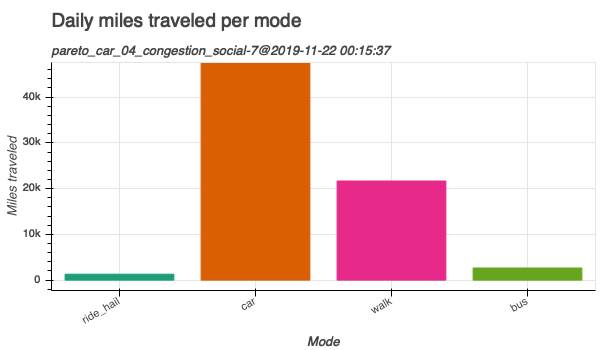 Daily miles traveled per mode
pareto_car_04_congestion_social-7@2019-11-22 00:15:37
Miles traveled
40k
30k
20k
10k
0
ride_hail
car
walk
bus
Mode